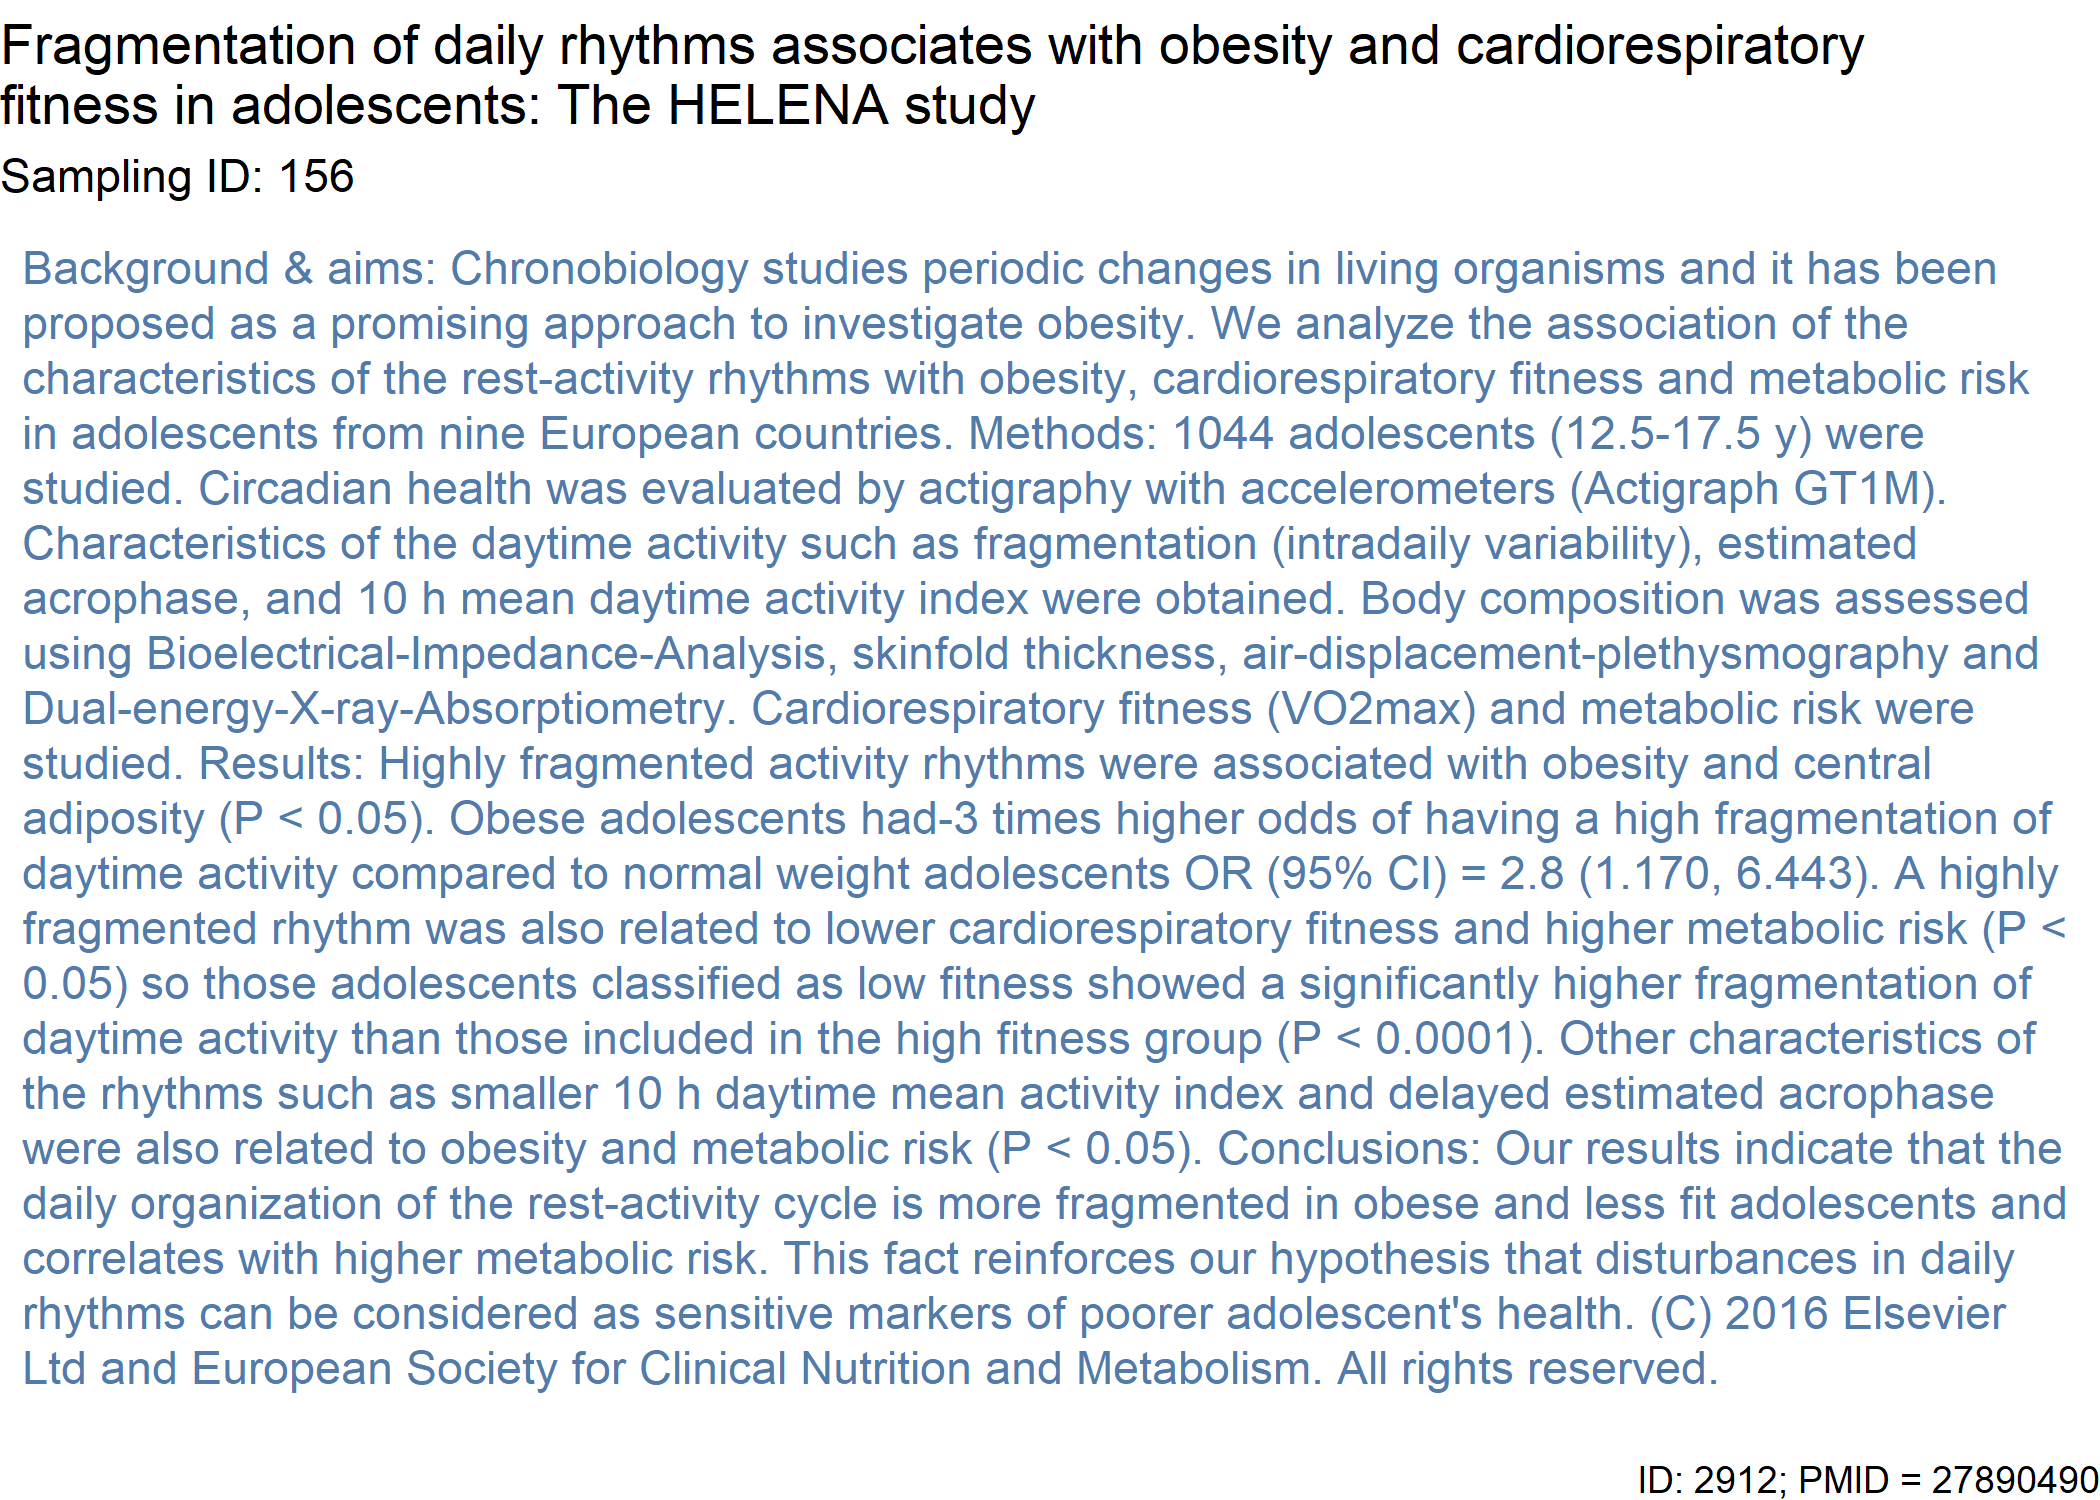 Fragmentation of daily rhythms associates with obesity and cardiorespiratory
fitness in adolescents: The HELENA study
Sampling ID: 156
Background & aims: Chronobiology studies periodic changes in living organisms and it has been
proposed as a promising approach to investigate obesity. We analyze the association of the
characteristics of the rest-activity rhythms with obesity, cardiorespiratory fitness and metabolic risk
in adolescents from nine European countries. Methods: 1044 adolescents (12.5-17.5 y) were
studied. Circadian health was evaluated by actigraphy with accelerometers (Actigraph GT1M).
Characteristics of the daytime activity such as fragmentation (intradaily variability), estimated
acrophase, and 10 h mean daytime activity index were obtained. Body composition was assessed
using Bioelectrical-Impedance-Analysis, skinfold thickness, air-displacement-plethysmography and
Dual-energy-X-ray-Absorptiometry. Cardiorespiratory fitness (VO2max) and metabolic risk were
studied. Results: Highly fragmented activity rhythms were associated with obesity and central
adiposity (P < 0.05). Obese adolescents had-3 times higher odds of having a high fragmentation of
daytime activity compared to normal weight adolescents OR (95% CI) = 2.8 (1.170, 6.443). A highly
fragmented rhythm was also related to lower cardiorespiratory fitness and higher metabolic risk (P <
0.05) so those adolescents classified as low fitness showed a significantly higher fragmentation of
daytime activity than those included in the high fitness group (P < 0.0001). Other characteristics of
the rhythms such as smaller 10 h daytime mean activity index and delayed estimated acrophase
were also related to obesity and metabolic risk (P < 0.05). Conclusions: Our results indicate that the
daily organization of the rest-activity cycle is more fragmented in obese and less fit adolescents and
correlates with higher metabolic risk. This fact reinforces our hypothesis that disturbances in daily
rhythms can be considered as sensitive markers of poorer adolescent's health. (C) 2016 Elsevier
Ltd and European Society for Clinical Nutrition and Metabolism. All rights reserved.
ID: 2912; PMID = 27890490